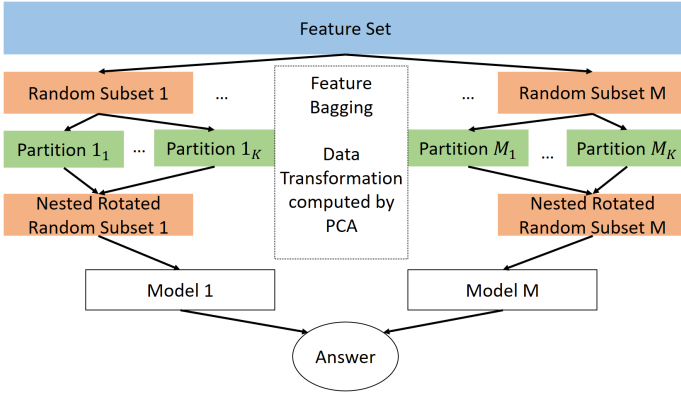 Feature Set
Random Subset 1
...
Feature
Bagging
...
Random Subset M
Partition 1₁
...
Partition 1_K
Data
Transformation
computed by
PCA
Partition M₁
...
Partition M_K
Nested Rotated
Random Subset 1
Nested Rotated
Random Subset M
Model 1
Model M
Answer